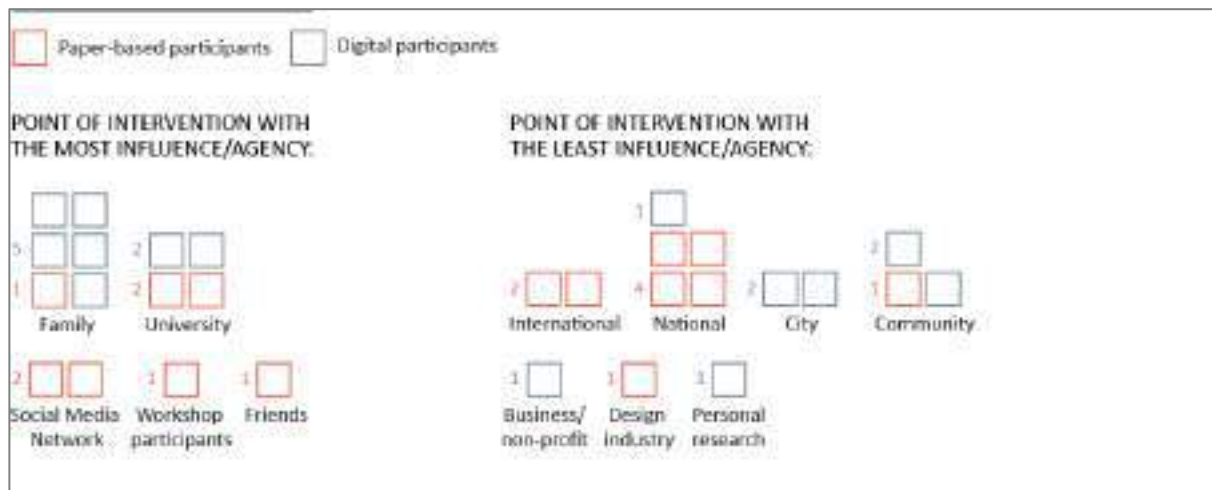 Paper-based participants
Digital participants
POINT OF INTERVENTION WITH
THE MOST INFLUENCE/AGENCY:
5
2
1
2
Family
University
2
1
1
Social Media
Network
Workshop
participants
Friends
POINT OF INTERVENTION WITH
THE LEAST INFLUENCE/AGENCY:
1
2
2
4
2
1
International
National
City
Community
1
1
1
Business/
non-profit
Design
industry
Personal
research